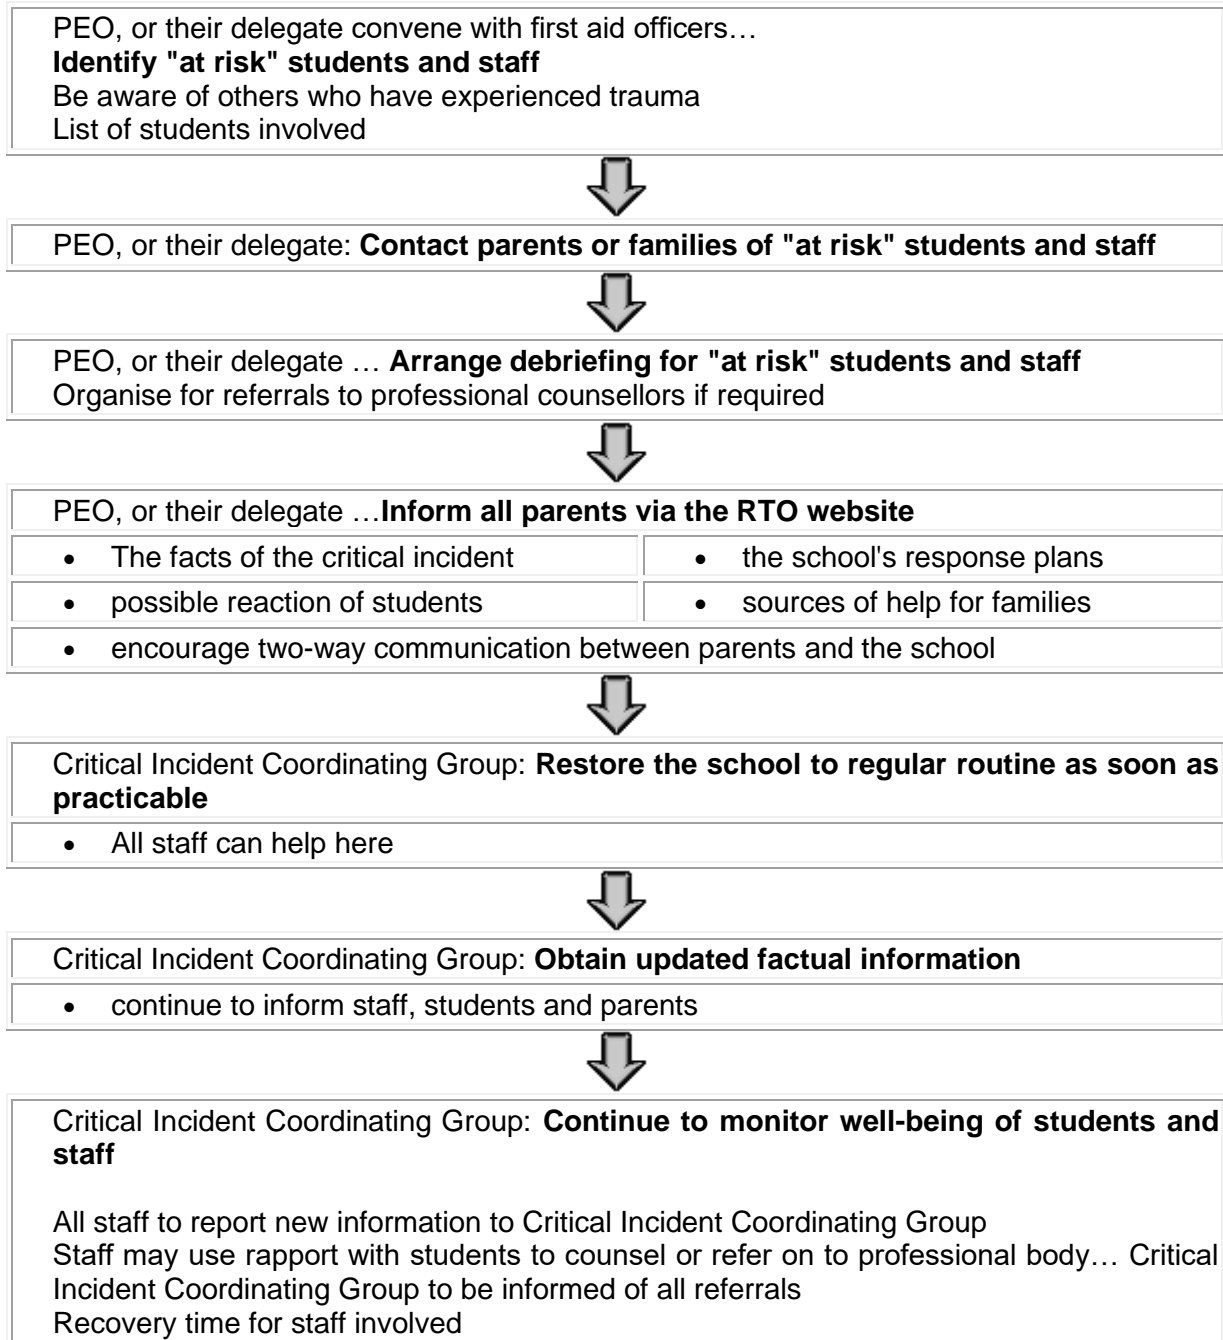 PEO, or their delegate convene with first aid officers…
Identify "at risk" students and staff
Be aware of others who have experienced trauma
List of students involved
PEO, or their delegate: Contact parents or families of "at risk" students and staff
PEO, or their delegate … Arrange debriefing for "at risk" students and staff
Organise for referrals to professional counsellors if required
PEO, or their delegate …Inform all parents via the RTO website
• The facts of the critical incident
• the school's response plans
• possible reaction of students
• sources of help for families
• encourage two-way communication between parents and the school
Critical Incident Coordinating Group: Restore the school to regular routine as soon as
practicable
• All staff can help here
Critical Incident Coordinating Group: Obtain updated factual information
• continue to inform staff, students and parents
Critical Incident Coordinating Group: Continue to monitor well-being of students and
staff
All staff to report new information to Critical Incident Coordinating Group
Staff may use rapport with students to counsel or refer on to professional body… Critical
Incident Coordinating Group to be informed of all referrals
Recovery time for staff involved